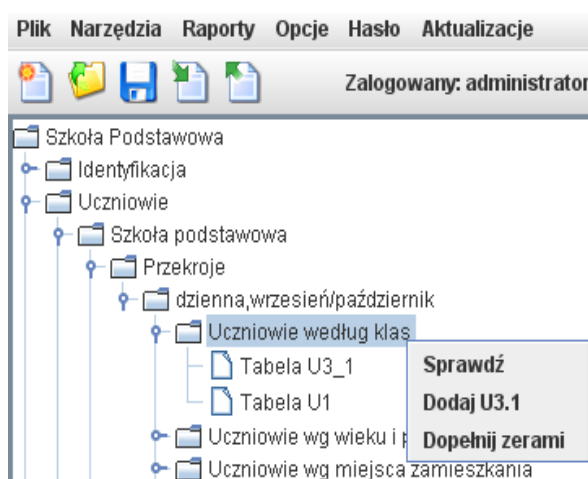 Plik Narzędzia Raporty Opcje Hasło Aktualizacje
Zalogowany: administrator
Szkoła Podstawowa
Identyfikacja
Uczniowie
Szkoła podstawowa
Przekroje
dzienna,wrzesień/październik
Uczniowie według klas
Tabela U3_1
Sprawdź
Tabela U1
Dodaj U3.1
Uczniowie wg wieku i
Dopełnij zerami
Uczniowie wg miejsca zamieszkania